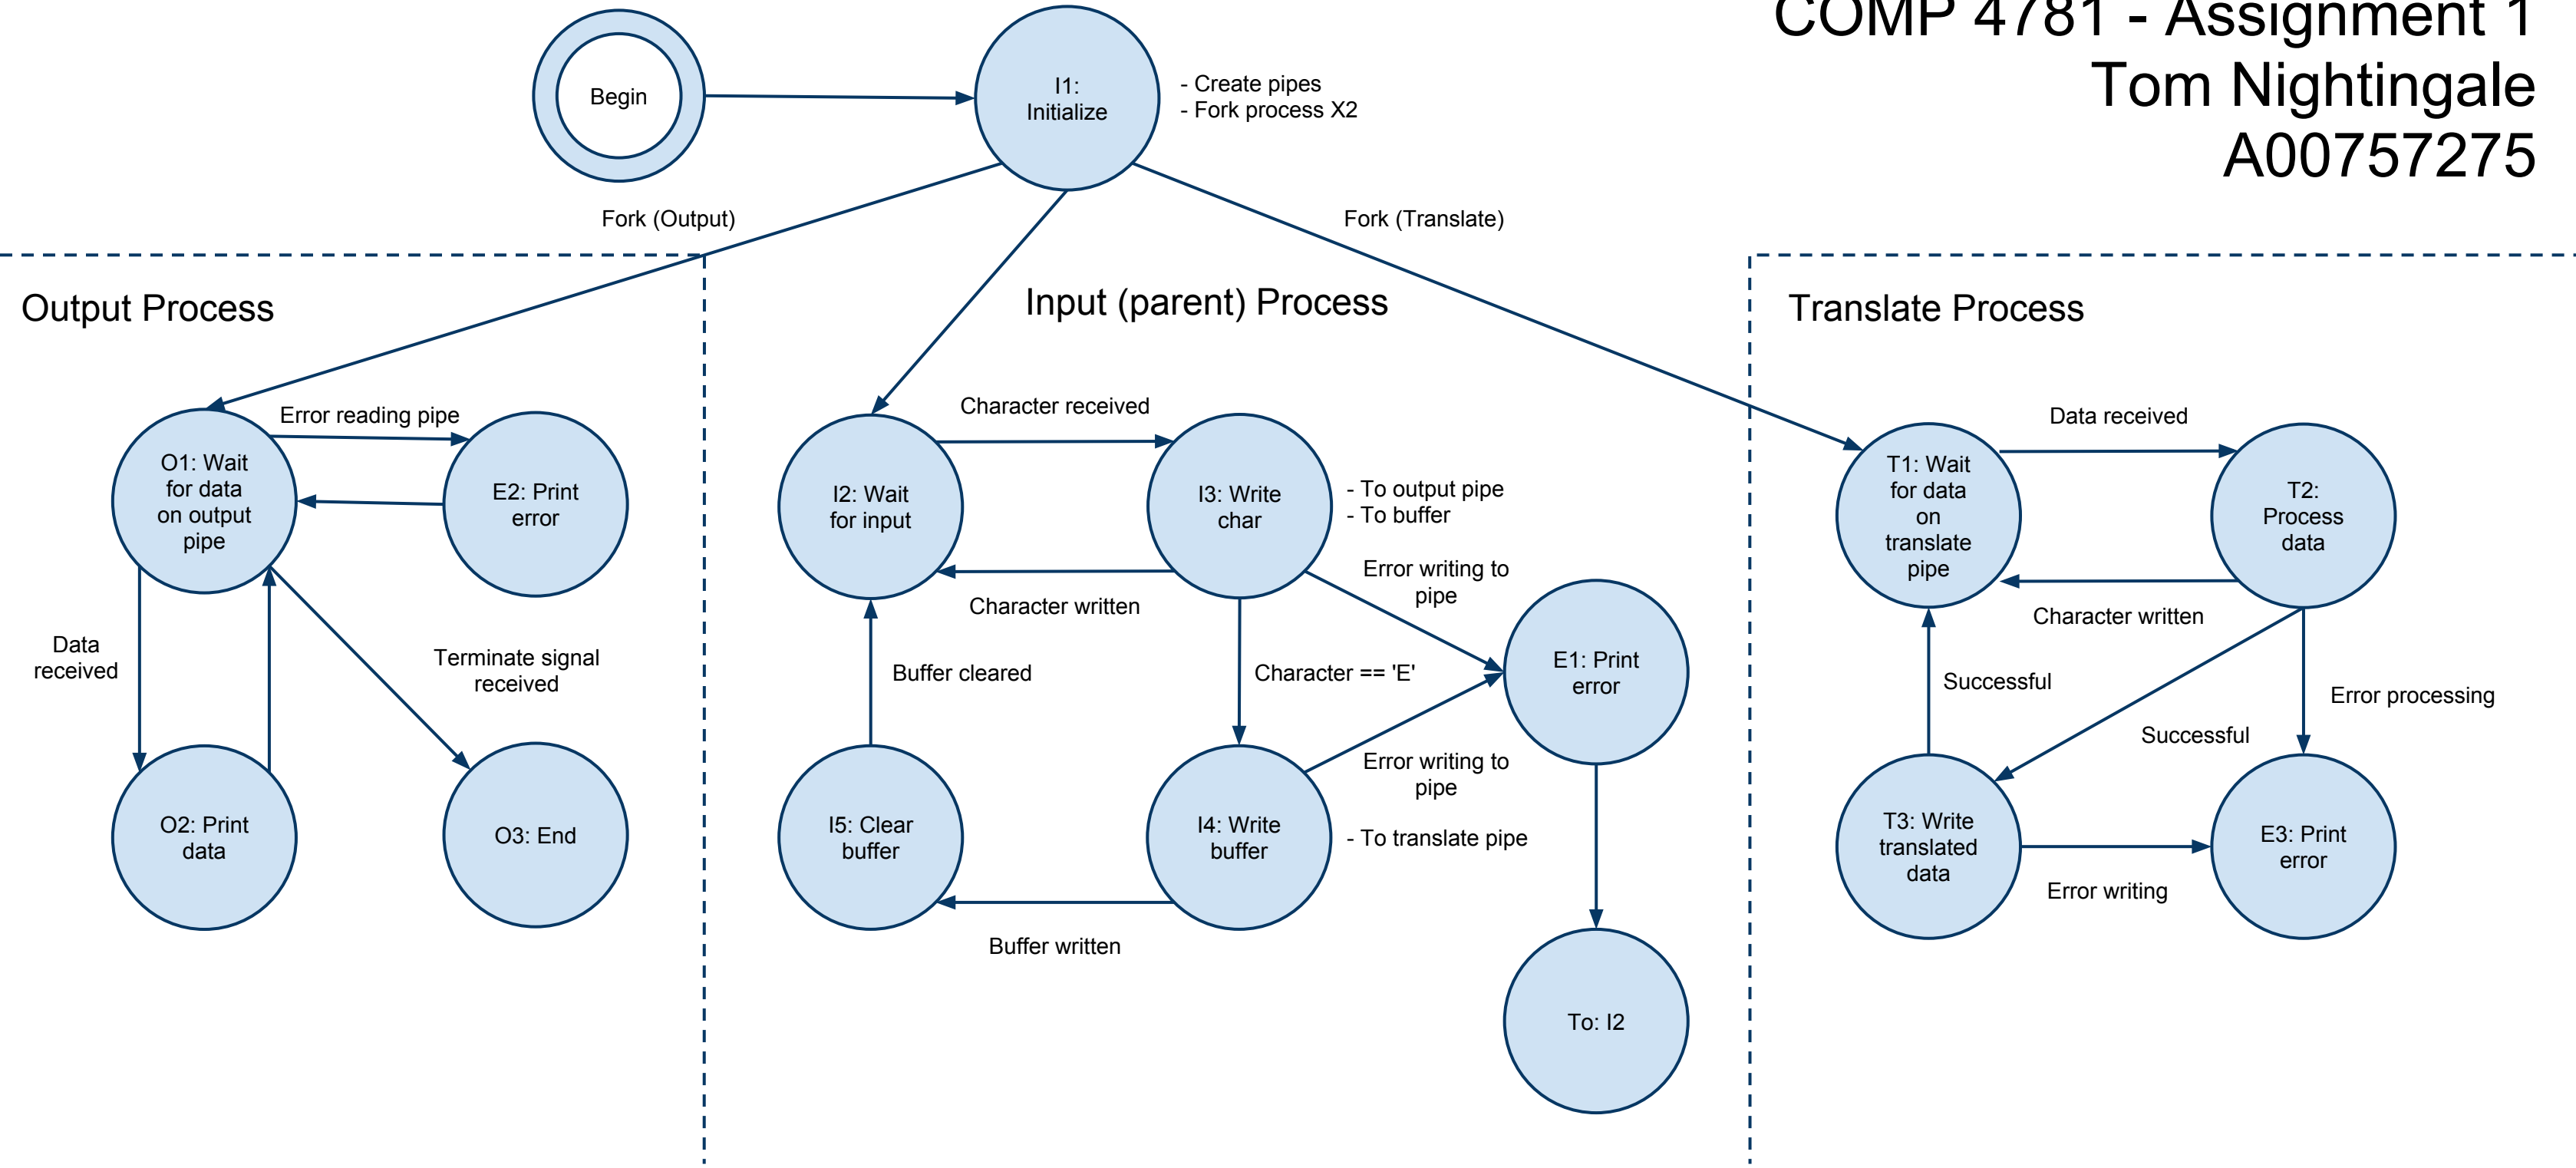 COMP 4781 - Assignment 1
Tom Nightingale
A00757275
Begin
I1:
Initialize
- Create pipes
- Fork process X2
Fork (Output)
Fork (Translate)
Output Process
Error reading pipe
O1: Wait
for data
on output
pipe
E2: Print
error
Data
received
Terminate signal
received
O2: Print
data
O3: End
Input (parent) Process
Character received
I2: Wait
for input
I3: Write
char
- To output pipe
- To buffer
Character written
Error writing to
pipe
Buffer cleared
Character == 'E'
E1: Print
error
Error writing to
pipe
I5: Clear
buffer
I4: Write
buffer
- To translate pipe
Buffer written
To: I2
Translate Process
Data received
T1: Wait
for data
on
translate
pipe
T2:
Process
data
Character written
Successful
Error processing
Successful
T3: Write
translated
data
E3: Print
error
Error writing